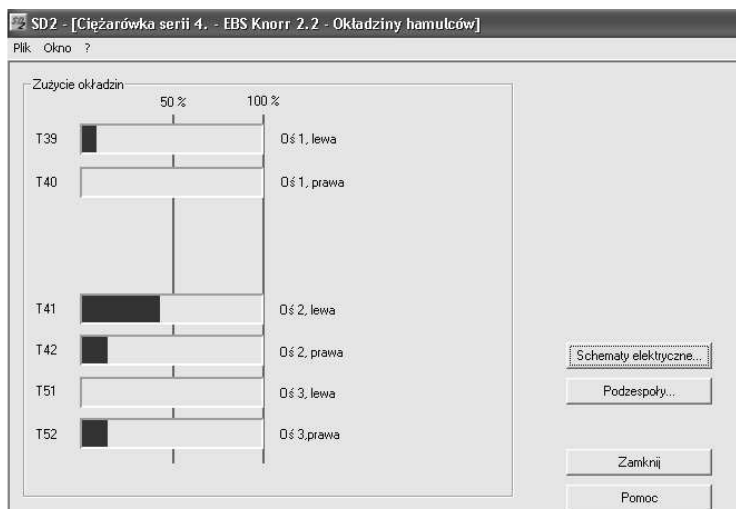 SD2 - [Ciężarówka serii 4. - EBS Knorr 2.2 - Okładziny hamulców]
Plik Okno ?
Zużycie okładzin
50 % 100 %
T39 Oś 1, lewa
T40 Oś 1, prawa
T41 Oś 2, lewa
T42 Oś 2, prawa
T51 Oś 3, lewa
T52 Oś 3,prawa
Schematy elektryczne...
Podzespoły...
Zamknij
Pomoc